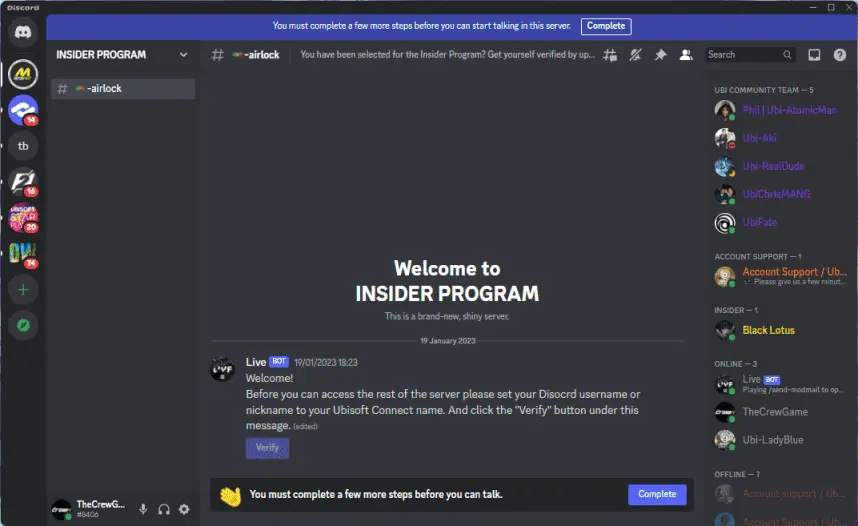 Discord
You must complete a few more steps before you can start talking in this server. Complete
INSIDER PROGRAM
-airlock
You have been selected for the Insider Program? Get yourself verified by up...
Search
-airlock
14
tb
16
20
74
Welcome to
INSIDER PROGRAM
This is a brand-new, shiny server.
19 January 2023
Live BOT 19/01/2023 18:23
Welcome!
Before you can access the rest of the server please set your Disocrd username or
nickname to your Ubisoft Connect name. And click the "Verify" button under this
message. (edited)
Verify
You must complete a few more steps before you can talk.
Complete
TheCrewG...
#8406
UBI COMMUNITY TEAM — 5
Phil | Ubi-AtomicMac
Ubi-Aki
Ubi-RealDude
UbiChrisMANG
UbiFate
ACCOUNT SUPPORT — 1
Account Support / Ub...
Please give us a few minut...
INSIDER — 1
Black Lotus
ONLINE — 3
Live BOT
Playing /send-modmail to op...
TheCrewGame
Ubi-LadyBlue
OFFLINE — 7
Account support / Ub...
Account Support / Ub...